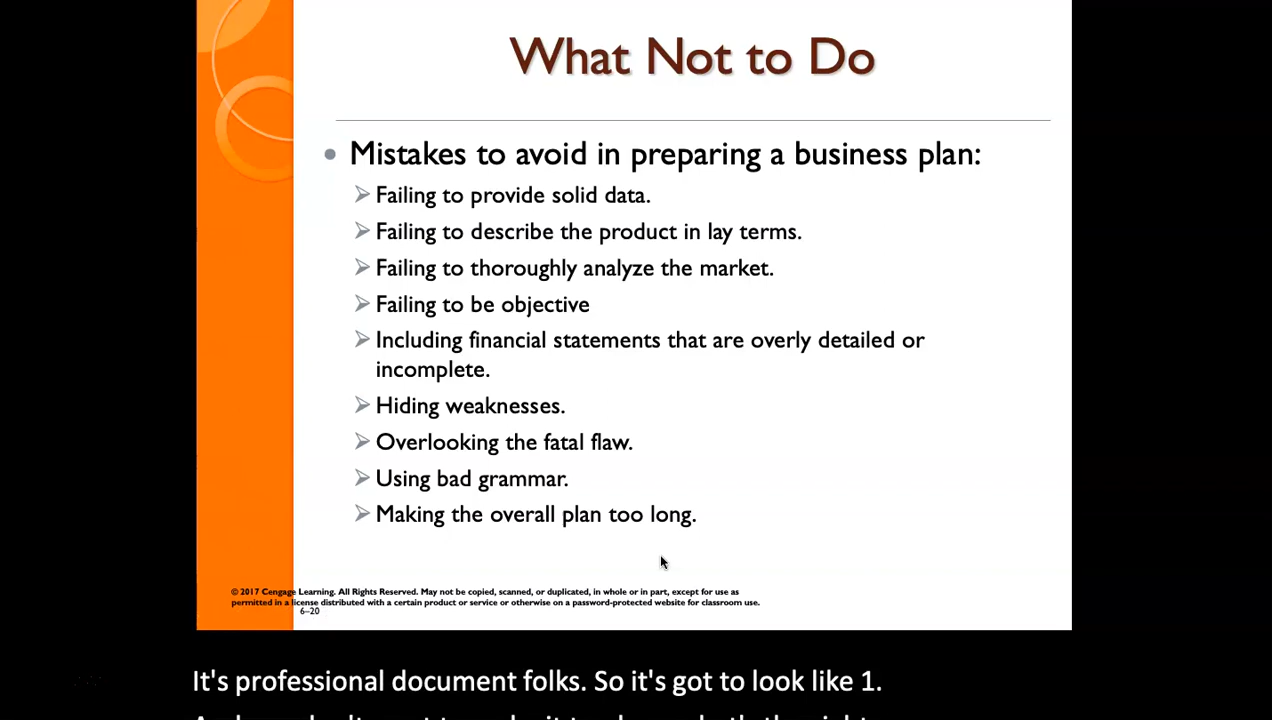 What Not to Do
Mistakes to avoid in preparing a business plan:
Failing to provide solid data.
Failing to describe the product in lay terms.
Failing to thoroughly analyze the market.
Failing to be objective
Including financial statements that are overly detailed or
incomplete.
Hiding weaknesses.
Overlooking the fatal flaw.
Using bad grammar.
Making the overall plan too long.
© 2017 Cengage Learning. All Rights Reserved. May not be copied, scanned, or duplicated, in whole or in part, except for use as
permitted in a license distributed with a certain product or service or otherwise on a password-protected website for classroom use.
6–20
It's professional document folks. So it's got to look like 1.